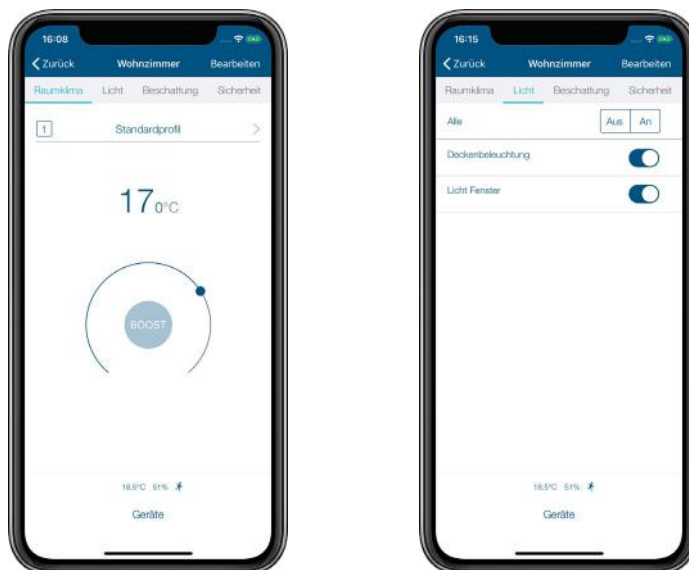 16:08
Zurück Wohnzimmer Bearbeiten
Raumklima Licht Beschattung Sicherheit
1 Standardprofil
17 0°C
BOOST
18.5°C 51%
Geräte
16:15
Zurück Wohnzimmer Bearbeiten
Raumklima Licht Beschattung Sicherheit
Alle Aus An
Deckenbeleuchtung
Licht Fenster
18.5°C 51%
Geräte